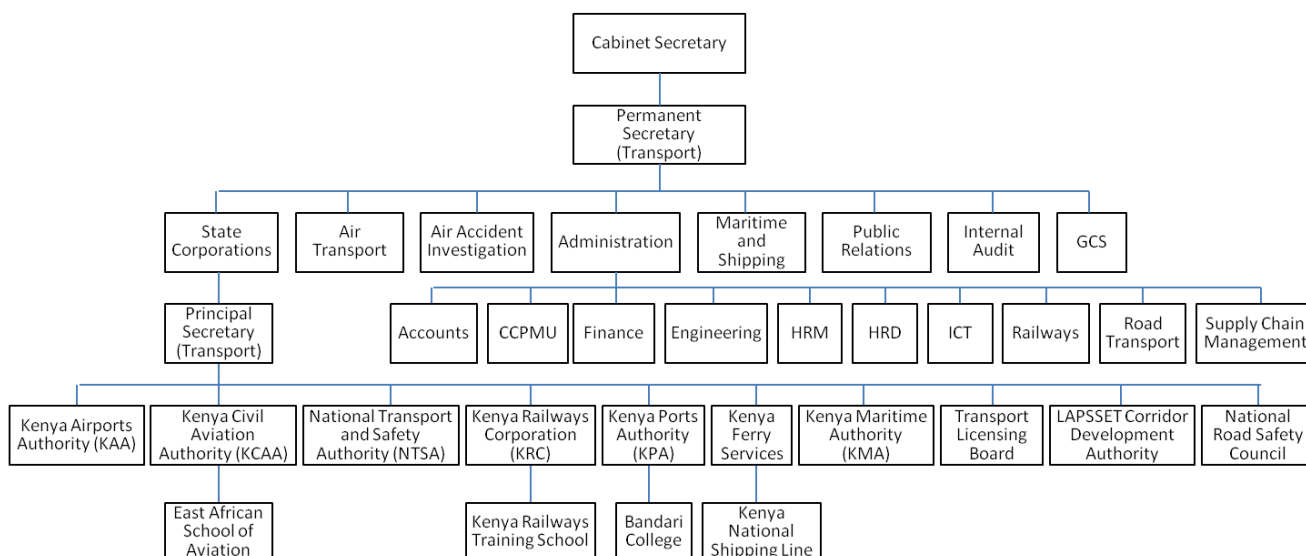 Cabinet Secretary
Permanent
Secretary
(Transport)
State
Corporations
Air
Transport
Air Accident
Investigation
Administration
Maritime
and
Shipping
Public
Relations
Internal
Audit
GCS
Principal
Secretary
(Transport)
Accounts
CCPMU
Finance
Engineering
HRM
HRD
ICT
Railways
Road
Transport
Supply Chain
Management
Kenya Airports
Authority (KAA)
Kenya Civil
Aviation
Authority (KCAA)
National Transport
and Safety
Authority (NTSA)
Kenya Railways
Corporation
(KRC)
Kenya Ports
Authority
(KPA)
Kenya
Ferry
Services
Kenya Maritime
Authority
(KMA)
Transport
Licensing
Board
LAPSSET Corridor
Development
Authority
National
Road Safety
Council
East African
School of
Aviation
Kenya Railways
Training School
Bandari
College
Kenya
National
Shipping Line